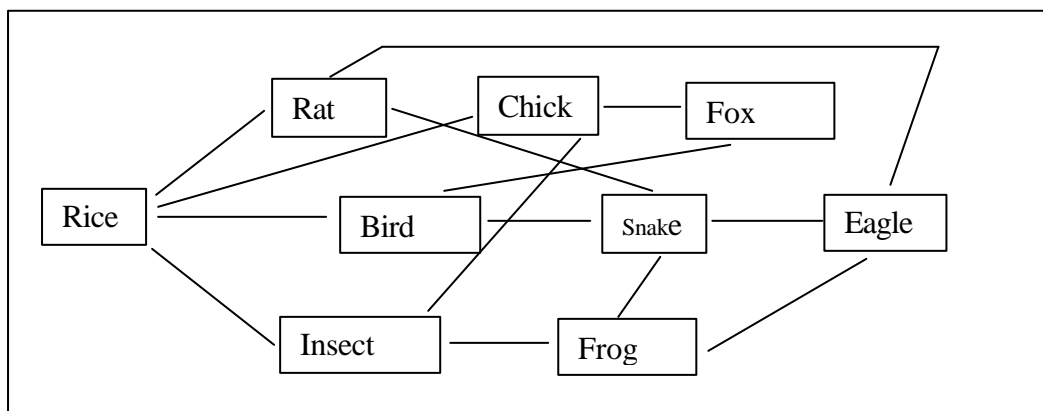 Rat
Chick
Fox
Rice
Bird
Snake
Eagle
Insect
Frog